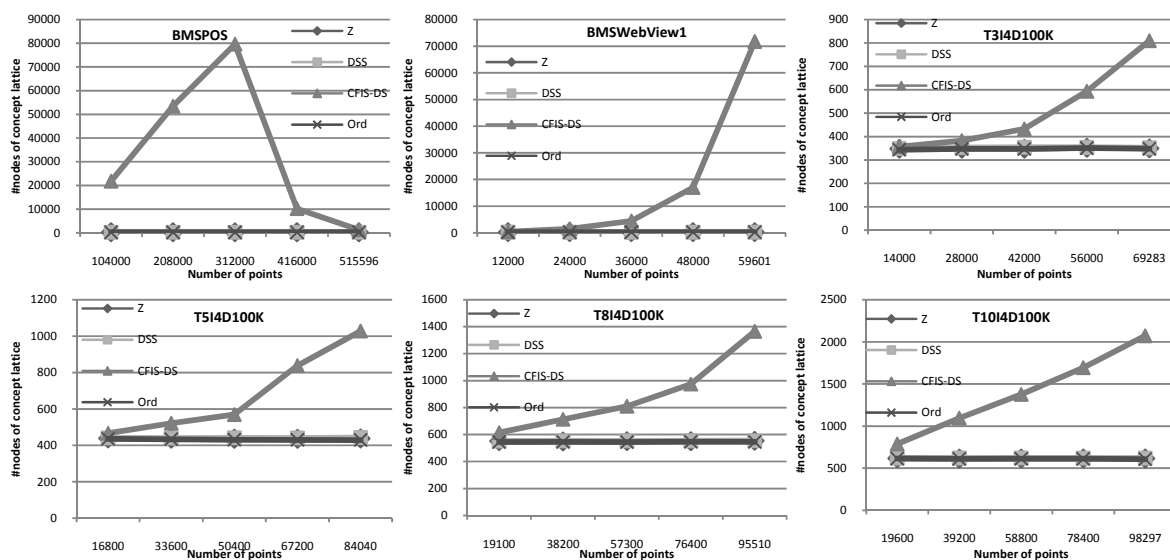 BMSPOS
#nodes of concept lattice
90000
80000
70000
60000
50000
40000
30000
20000
10000
0
104000 208000 312000 416000 515596
Number of points
Z
DSS
CFIS-DS
Ord
BMSWebView1
#nodes of concept lattice
80000
70000
60000
50000
40000
30000
20000
10000
0
12000 24000 36000 48000 59601
Number of points
Z
DSS
CFIS-DS
Ord
T3I4D100K
#nodes of concept lattice
900
800
700
600
500
400
300
200
100
0
14000 28000 42000 56000 69283
Number of points
Z
DSS
CFIS-DS
Ord
T5I4D100K
#nodes of concept lattice
1200
1000
800
600
400
200
0
16800 33600 50400 67200 84040
Number of points
Z
DSS
CFIS-DS
Ord
T8I4D100K
#nodes of concept lattice
1600
1400
1200
1000
800
600
400
200
0
19100 38200 57300 76400 95510
Number of points
Z
DSS
CFIS-DS
Ord
T10I4D100K
#nodes of concept lattice
2500
2000
1500
1000
500
0
19600 39200 58800 78400 98297
Number of points
Z
DSS
CFIS-DS
Ord